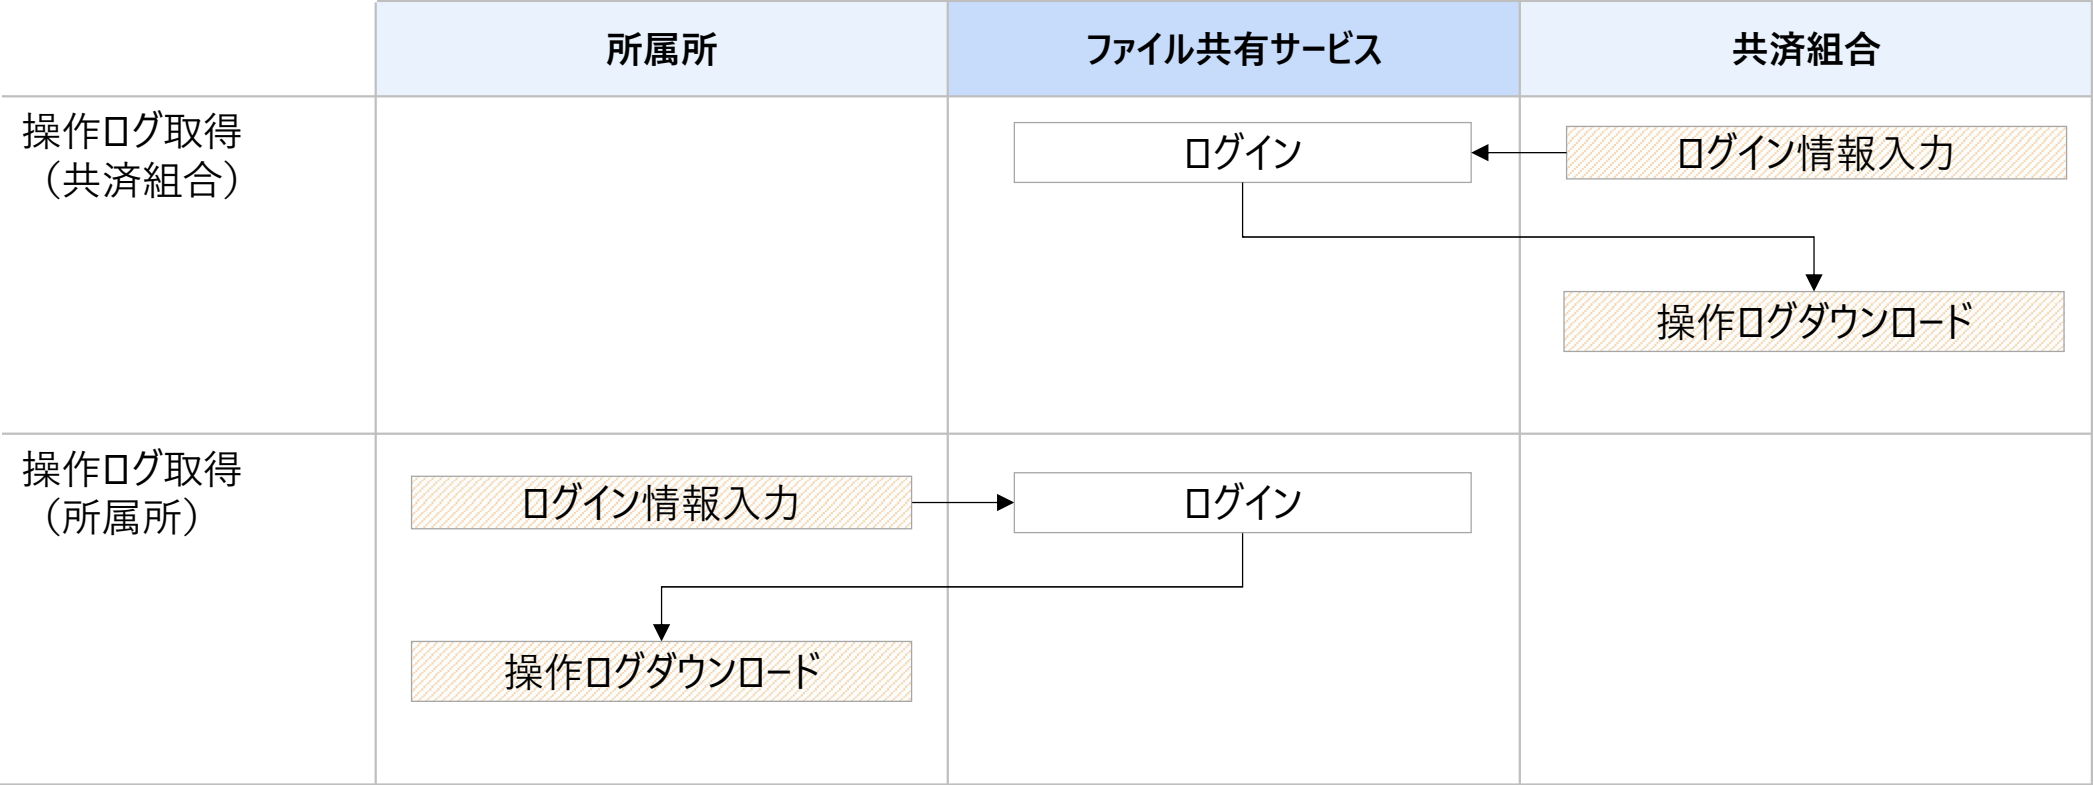 所属所
ファイル共有サービス
共済組合
操作ログ取得
（共済組合）
ログイン
ログイン情報入力
操作ログダウンロード
操作ログ取得
（所属所）
ログイン情報入力
ログイン
操作ログダウンロード